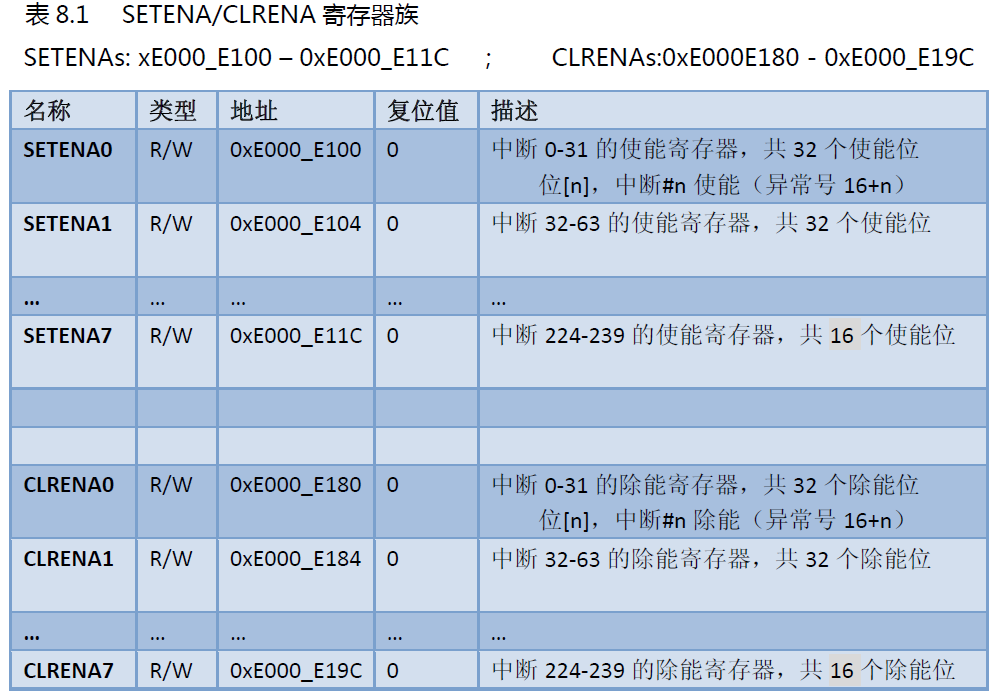 表 8.1 SETENA/CLRENA 寄存器族
SETENAs: xE000_E100 – 0xE000_E11C ; CLRENAs:0xE000E180 - 0xE000_E19C
名称 类型 地址 复位值 描述
SETENA0 R/W 0xE000_E100 0 中断 0-31 的使能寄存器，共 32 个使能位
位[n]，中断#n 使能（异常号 16+n）
SETENA1 R/W 0xE000_E104 0 中断 32-63 的使能寄存器，共 32 个使能位
... ... ... ... ...
SETENA7 R/W 0xE000_E11C 0 中断 224-239 的使能寄存器，共 16 个使能位
CLRENA0 R/W 0xE000_E180 0 中断 0-31 的除能寄存器，共 32 个除能位
位[n]，中断#n 除能（异常号 16+n）
CLRENA1 R/W 0xE000_E184 0 中断 32-63 的除能寄存器，共 32 个除能位
... ... ... ... ...
CLRENA7 R/W 0xE000_E19C 0 中断 224-239 的除能寄存器，共 16 个除能位